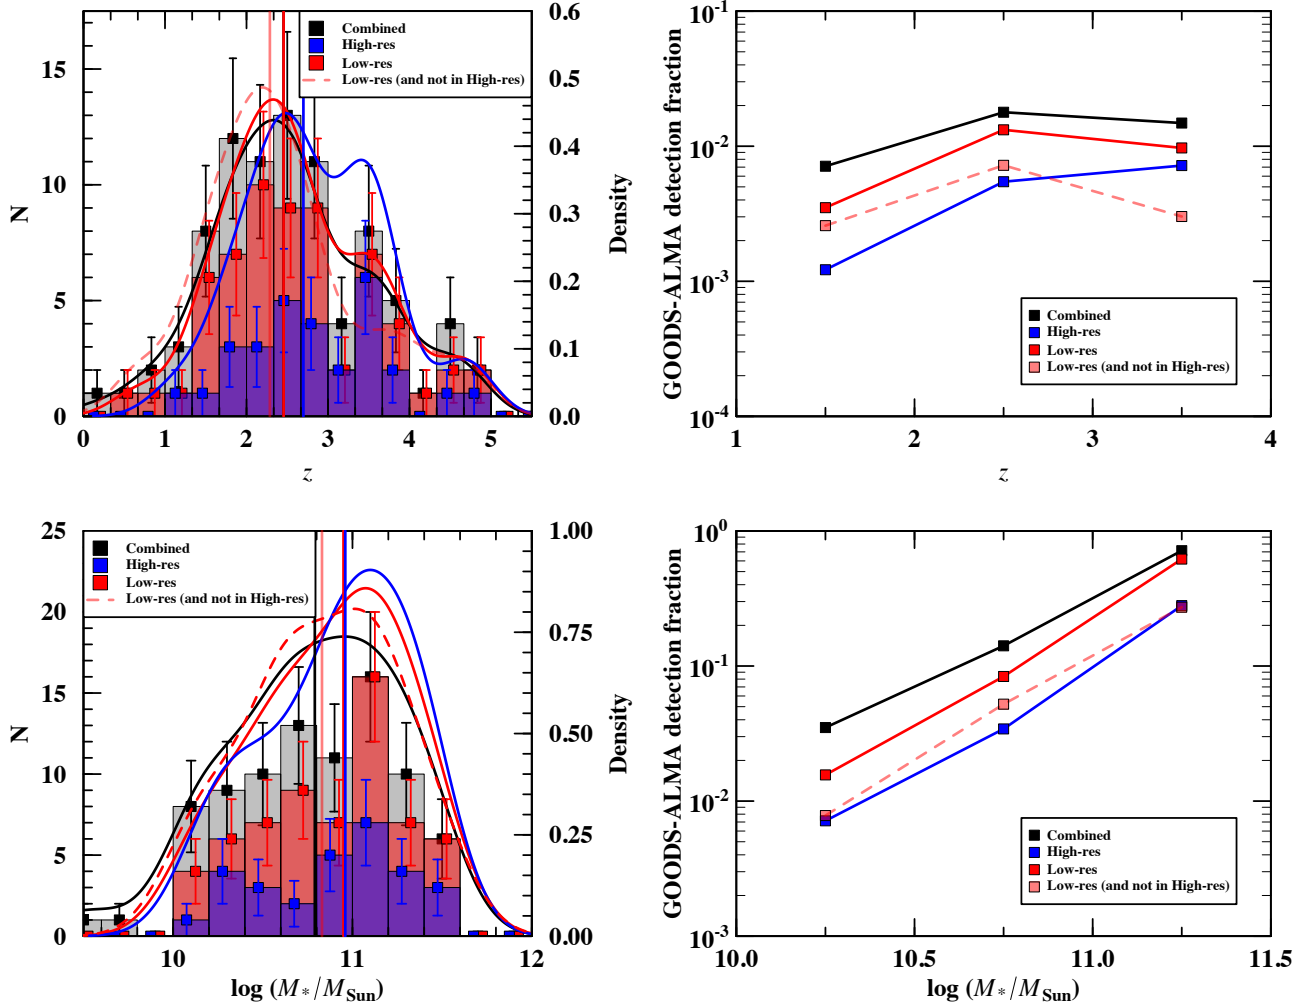 0.6
10⁻¹
Combined
High-res
Low-res
Low-res (and not in High-res)
15
0.5
0.4
10
10⁻²
N
0.3
Density
GOODS-ALMA detection fraction
0.2
5
10⁻³
Combined
High-res
Low-res
Low-res (and not in High-res)
0.1
0
0.0
10⁻⁴
0 1 2 3 4 5
1 2 3 4
z
z
25
1.00
10⁰
Combined
High-res
Low-res
Low-res (and not in High-res)
20
0.75
15
10⁻¹
N
0.50
Density
GOODS-ALMA detection fraction
10
10⁻²
5
0.25
Combined
High-res
Low-res
Low-res (and not in High-res)
0
0.00
10⁻³
10 11 12
10.0 10.5 11.0 11.5
log (M*/MSun)
log (M*/MSun)